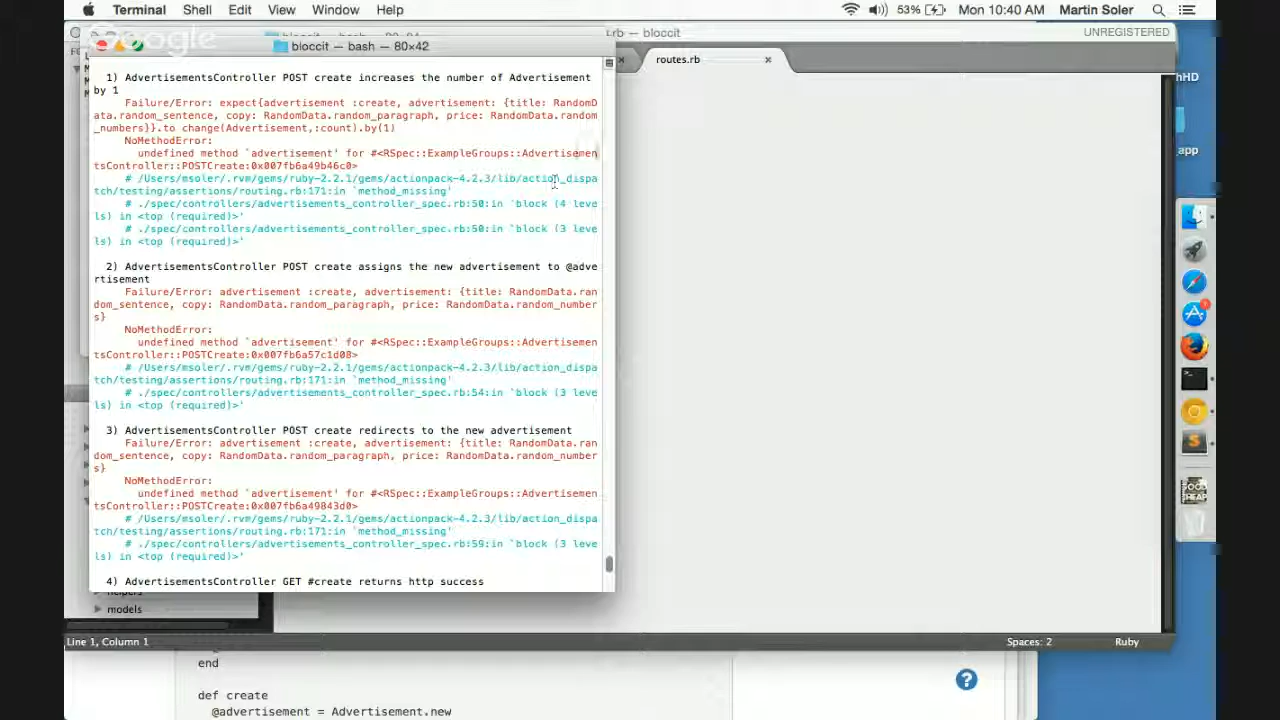 Terminal Shell Edit View Window Help 53% Mon 10:40 AM Martin Soler
Google
bloccit — bash — 80×42
.rb — bloccit
UNREGISTERED
routes.rb
1) AdvertisementsController POST create increases the number of Advertisement
by 1
Failure/Error: expect{advertisement :create, advertisement: {title: RandomD
ata.random_sentence, copy: RandomData.random_paragraph, price: RandomData.random
_numbers}}.to change(Advertisement,:count).by(1)
NoMethodError:
undefined method `advertisement' for #<RSpec::ExampleGroups::Advertisemen
tsController::POSTCreate:0x007fb6a49b46c0>
# /Users/msoler/.rvm/gems/ruby-2.2.1/gems/actionpack-4.2.3/lib/action_dispa
tch/testing/assertions/routing.rb:171:in `method_missing'
# ./spec/controllers/advertisements_controller_spec.rb:50:in `block (4 leve
ls) in <top (required)>'
# ./spec/controllers/advertisements_controller_spec.rb:50:in `block (3 leve
ls) in <top (required)>'
2) AdvertisementsController POST create assigns the new advertisement to @adve
rtisement
Failure/Error: advertisement :create, advertisement: {title: RandomData.ran
dom_sentence, copy: RandomData.random_paragraph, price: RandomData.random_number
s}
NoMethodError:
undefined method `advertisement' for #<RSpec::ExampleGroups::Advertisemen
tsController::POSTCreate:0x007fb6a57c1d08>
# /Users/msoler/.rvm/gems/ruby-2.2.1/gems/actionpack-4.2.3/lib/action_dispa
tch/testing/assertions/routing.rb:171:in `method_missing'
# ./spec/controllers/advertisements_controller_spec.rb:54:in `block (3 leve
ls) in <top (required)>'
3) AdvertisementsController POST create redirects to the new advertisement
Failure/Error: advertisement :create, advertisement: {title: RandomData.ran
dom_sentence, copy: RandomData.random_paragraph, price: RandomData.random_number
s}
NoMethodError:
undefined method `advertisement' for #<RSpec::ExampleGroups::Advertisemen
tsController::POSTCreate:0x007fb6a49843d0>
# /Users/msoler/.rvm/gems/ruby-2.2.1/gems/actionpack-4.2.3/lib/action_dispa
tch/testing/assertions/routing.rb:171:in `method_missing'
# ./spec/controllers/advertisements_controller_spec.rb:59:in `block (3 leve
ls) in <top (required)>'
4) AdvertisementsController GET #create returns http success
helpers
models
Line 1, Column 1
Spaces: 2
Ruby
end
def create
@advertisement = Advertisement.new
hHD
_app